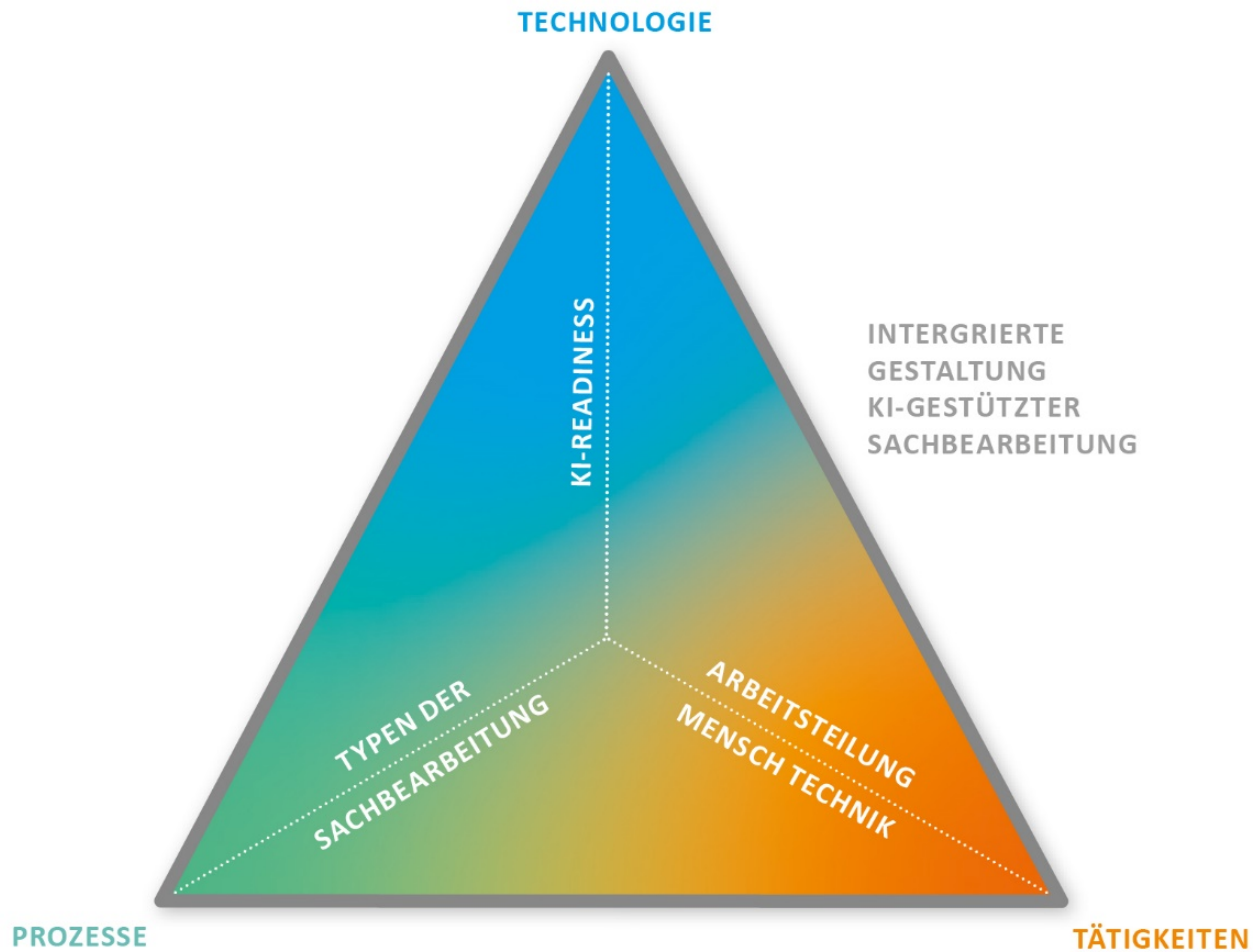 TECHNOLOGIE
KI-READINESS
INTERGRIERTE
GESTALTUNG
KI-GESTÜTZTER
SACHBEARBEITUNG
TYPEN DER
SACHBEARBEITUNG
ARBEITSTEILUNG
MENSCH TECHNIK
PROZESSE
TÄTIGKEITEN